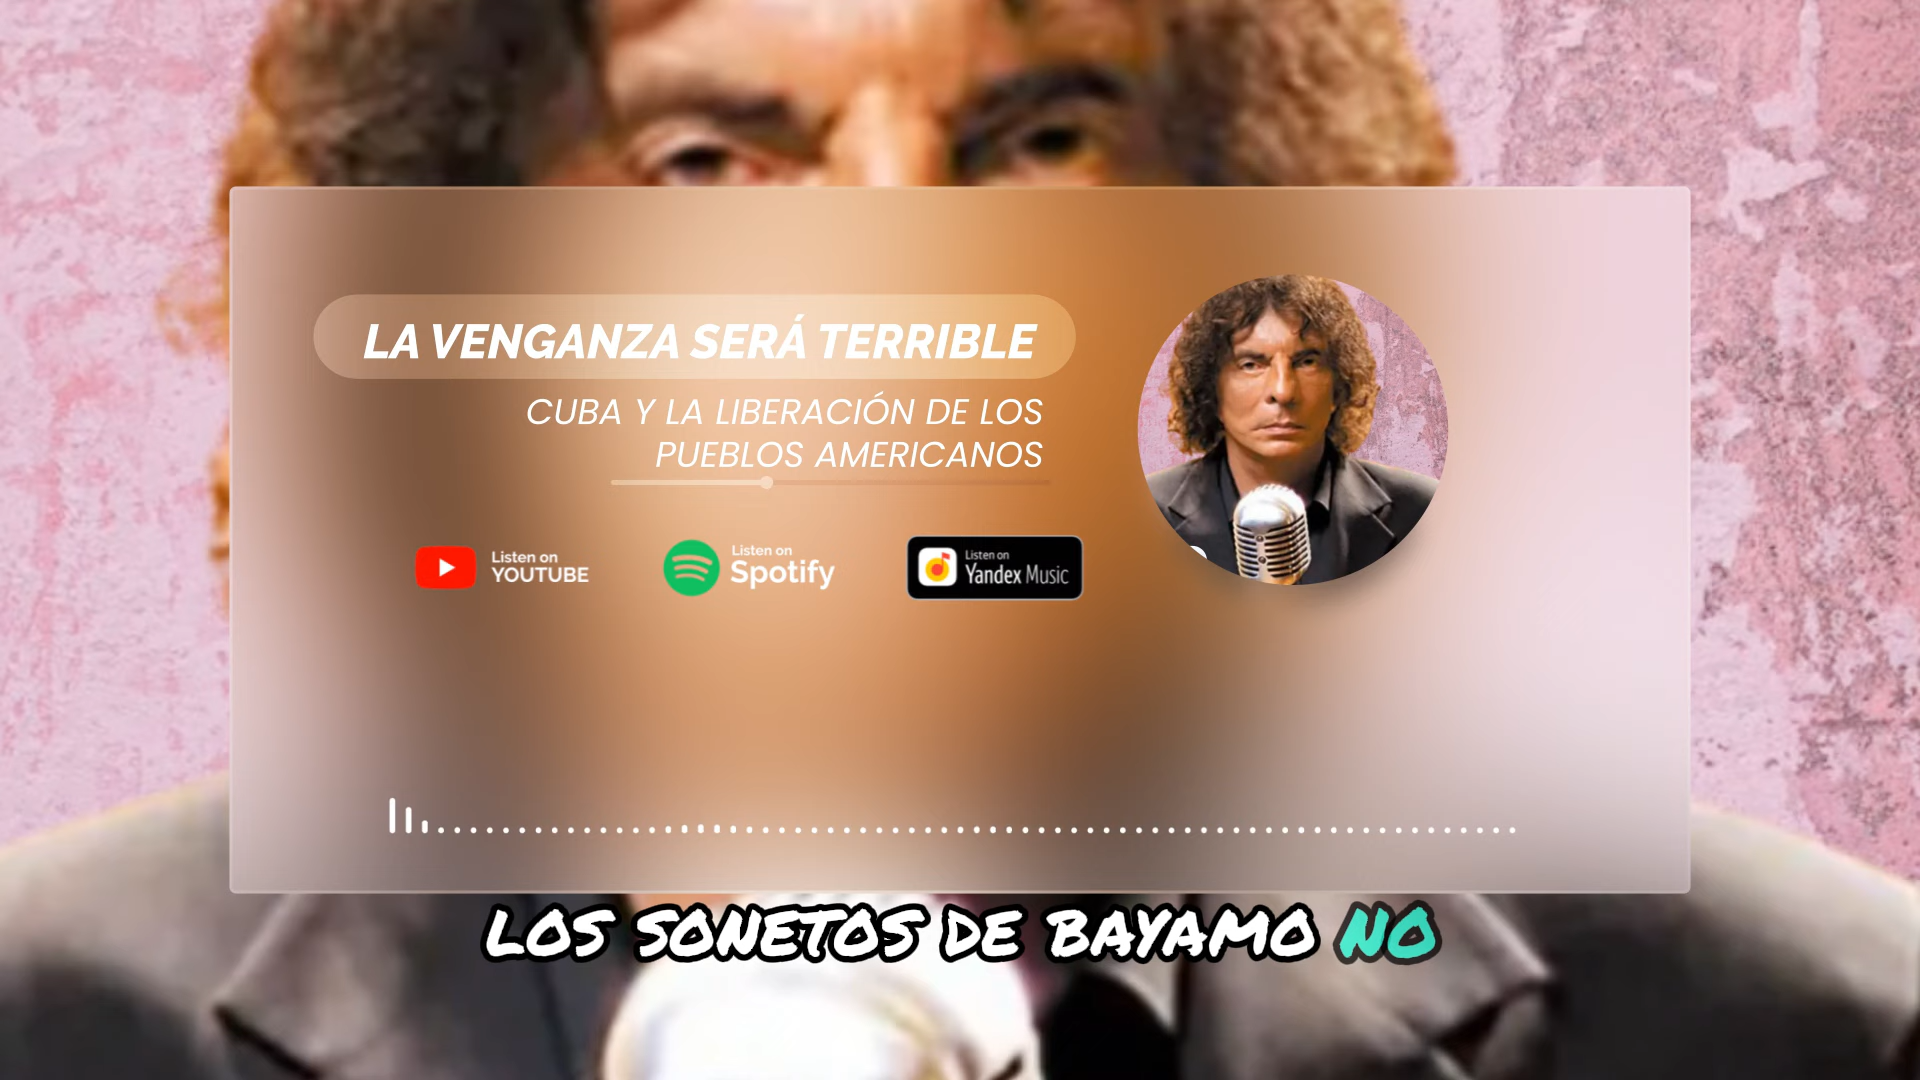 LA VENGANZA SERÁ TERRIBLE
CUBA Y LA LIBERACIÓN DE LOS
PUEBLOS AMERICANOS
Listen on
YOUTUBE
Listen on
Spotify
Listen on
Yandex Music
LOS SONETOS DE BAYAMO NO